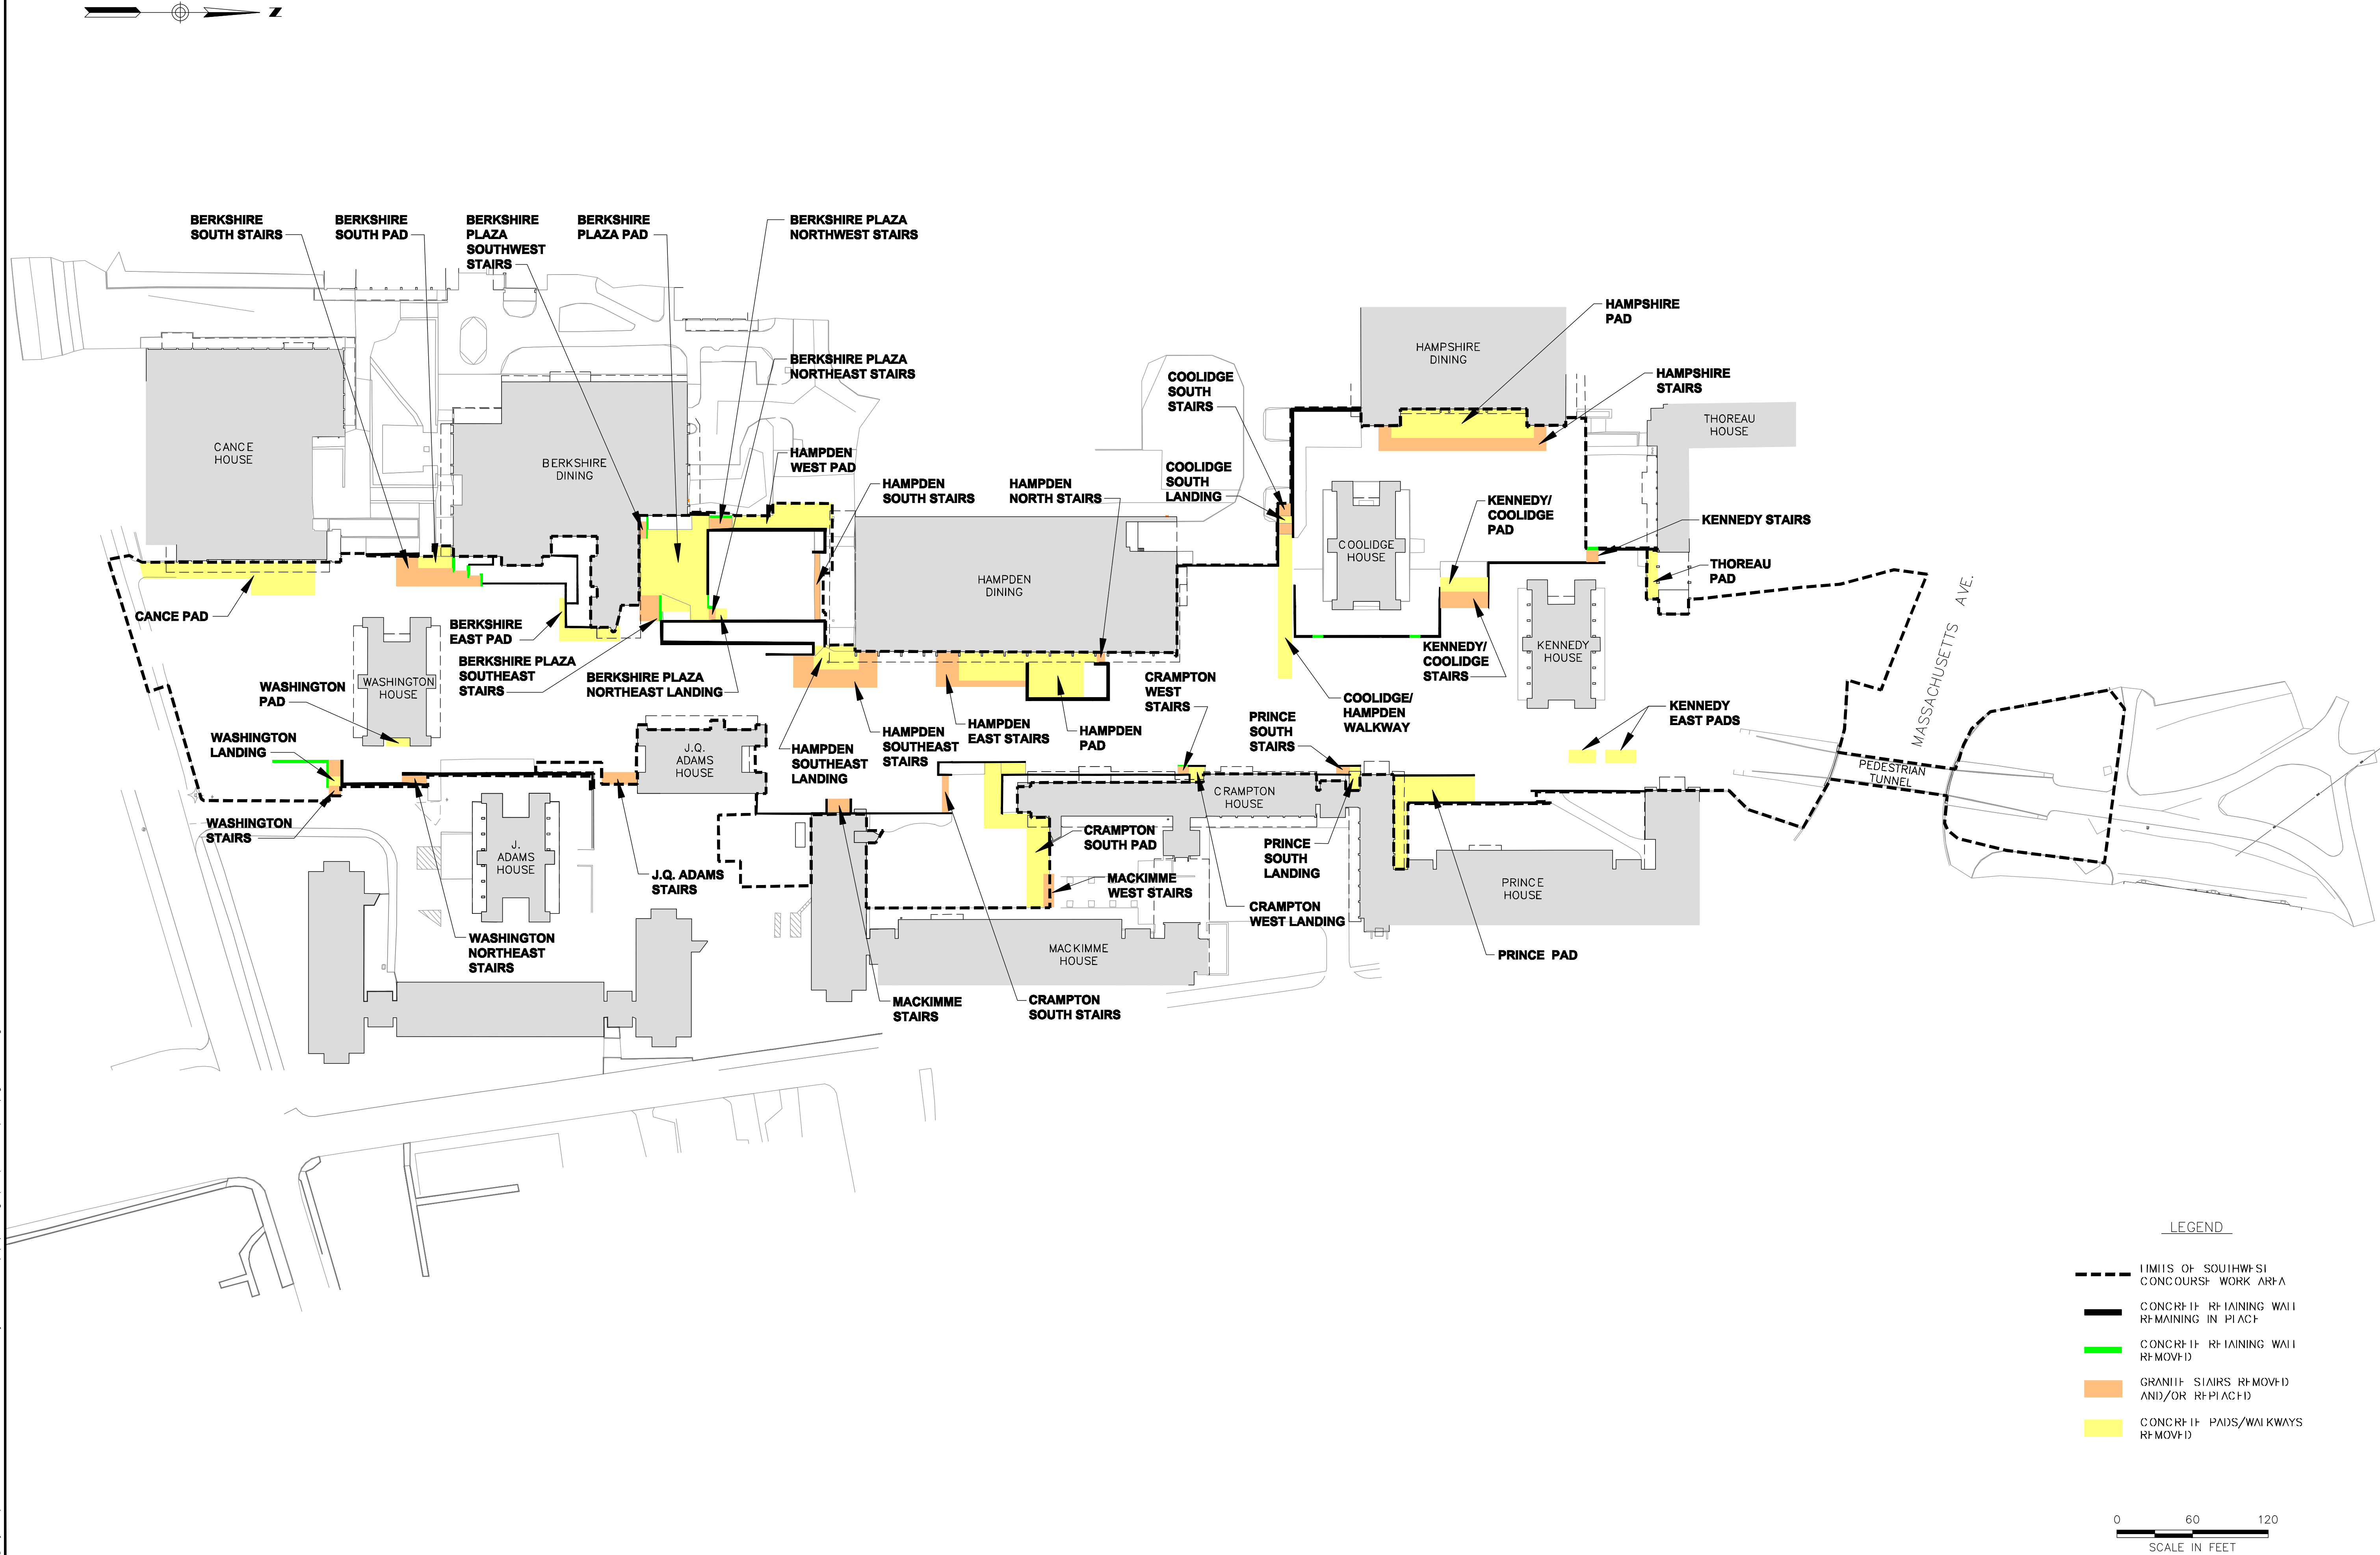 N
BERKSHIRE
SOUTH STAIRS
BERKSHIRE
SOUTH PAD
BERKSHIRE
PLAZA
SOUTHWEST
STAIRS
BERKSHIRE
PLAZA PAD
BERKSHIRE PLAZA
NORTHWEST STAIRS
BERKSHIRE PLAZA
NORTHEAST STAIRS
HAMPSHIRE
PAD
HAMPSHIRE
DINING
HAMPSHIRE
STAIRS
COOLIDGE
SOUTH
STAIRS
THOREAU
HOUSE
CANCE
HOUSE
BERKSHIRE
DINING
HAMPDEN
WEST PAD
HAMPDEN
SOUTH STAIRS
HAMPDEN
NORTH STAIRS
COOLIDGE
SOUTH
LANDING
KENNEDY/
COOLIDGE
PAD
KENNEDY STAIRS
COOLIDGE
HOUSE
THOREAU
PAD
HAMPDEN
DINING
CANCE PAD
BERKSHIRE
EAST PAD
BERKSHIRE PLAZA
SOUTHEAST
STAIRS
BERKSHIRE PLAZA
NORTHEAST LANDING
KENNEDY/
COOLIDGE
STAIRS
KENNEDY
HOUSE
MASSACHUSETTS AVE.
WASHINGTON
HOUSE
WASHINGTON
PAD
CRAMPTON
WEST
STAIRS
COOLIDGE/
HAMPDEN
WALKWAY
KENNEDY
EAST PADS
WASHINGTON
LANDING
J.Q.
ADAMS
HOUSE
HAMPDEN
SOUTHEAST
LANDING
HAMPDEN
SOUTHEAST
STAIRS
HAMPDEN
EAST STAIRS
HAMPDEN
PAD
PRINCE
SOUTH
STAIRS
PEDESTRIAN
TUNNEL
CRAMPTON
HOUSE
WASHINGTON
STAIRS
J.
ADAMS
HOUSE
J.Q. ADAMS
STAIRS
CRAMPTON
SOUTH PAD
PRINCE
SOUTH
LANDING
MACKIMME
WEST STAIRS
PRINCE
HOUSE
CRAMPTON
WEST LANDING
WASHINGTON
NORTHEAST
STAIRS
MACKIMME
HOUSE
PRINCE PAD
MACKIMME
STAIRS
CRAMPTON
SOUTH STAIRS
LEGEND
LIMITS OF SOUTHWEST
CONCOURSE WORK AREA
CONCRETE RETAINING WALL
REMAINING IN PLACE
CONCRETE RETAINING WALL
REMOVED
GRANITE STAIRS REMOVED
AND/OR REPLACED
CONCRETE PADS/WALKWAYS
REMOVED
0 60 120
SCALE IN FEET